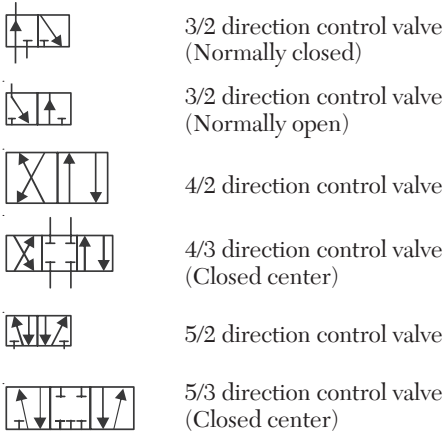 3/2 direction control valve
(Normally closed)
3/2 direction control valve
(Normally open)
4/2 direction control valve
4/3 direction control valve
(Closed center)
5/2 direction control valve
5/3 direction control valve
(Closed center)